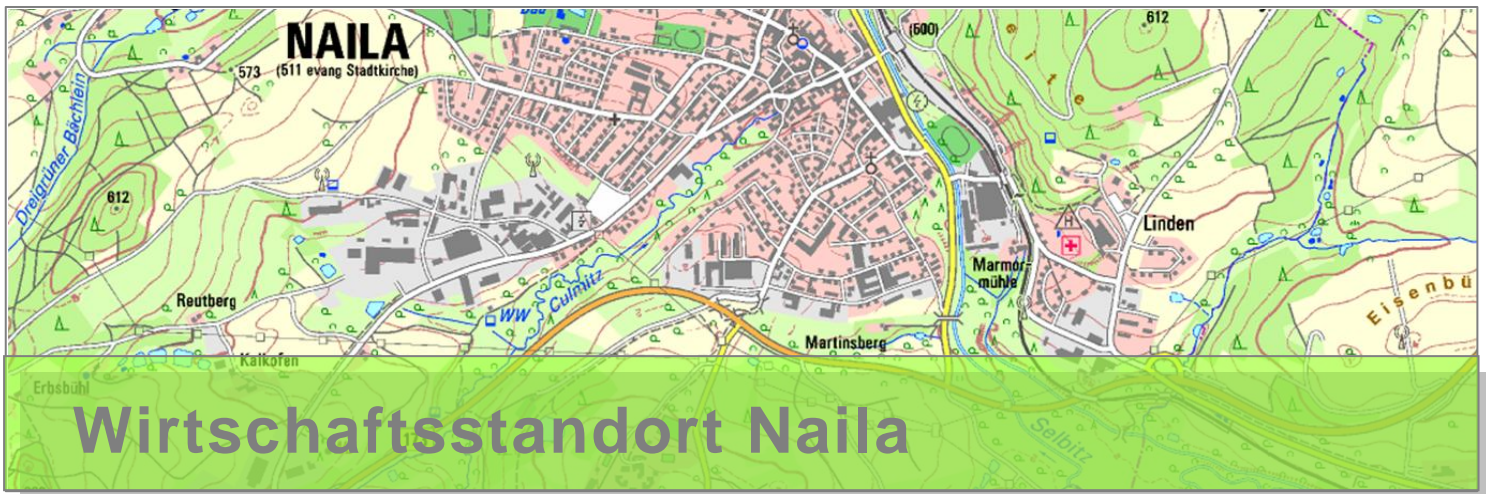 Bad
NAILA
(511 evang Stadtkirche)
573
(600)
612
Dreigrüner Bächlein
612
Linden
Marmor-
mühle
Reutberg
WW
Culmitz
Eisenbü
Martinsberg
Kalkofen
Erbsbühl
Selbitz
Wirtschaftsstandort Naila